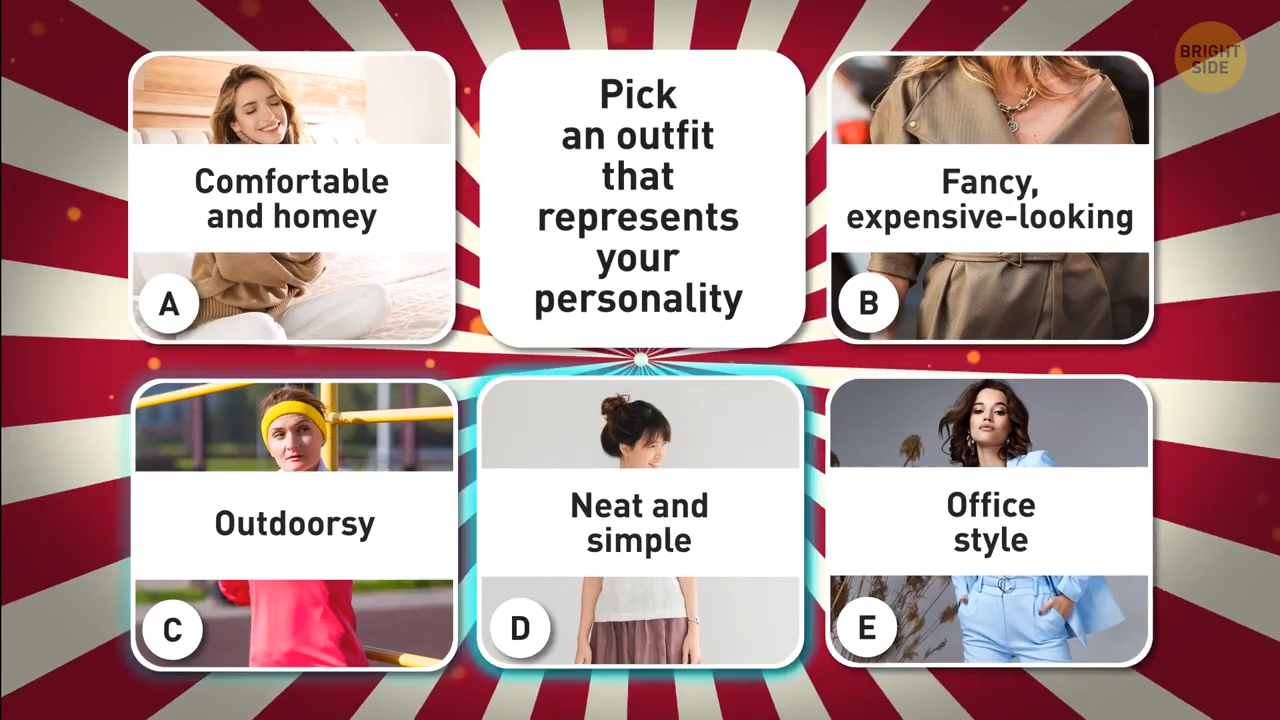 BRIGHT
SIDE
Comfortable
and homey
A
Pick
an outfit
that
represents
your
personality
Fancy,
expensive-looking
B
Outdoorsy
C
Neat and
simple
D
Office
style
E